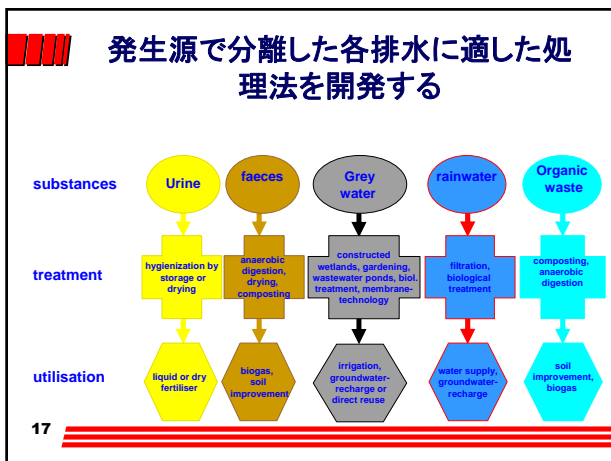 発生源で分離した各排水に適した処
理法を開発する
substances
Urine
faeces
Grey
water
rainwater
Organic
waste
treatment
hygienization by
storage or
drying
anaerobic
digestion,
drying,
composting
constructed
wetlands, gardening,
wastewater ponds, biol.
treatment, membrane-
technology
filtration,
biological
treatment
composting,
anaerobic
digestion
utilisation
liquid or dry
fertiliser
biogas,
soil
improvement
irrigation,
groundwater-
recharge or
direct reuse
water supply,
groundwater-
recharge
soil
improvement,
biogas
17